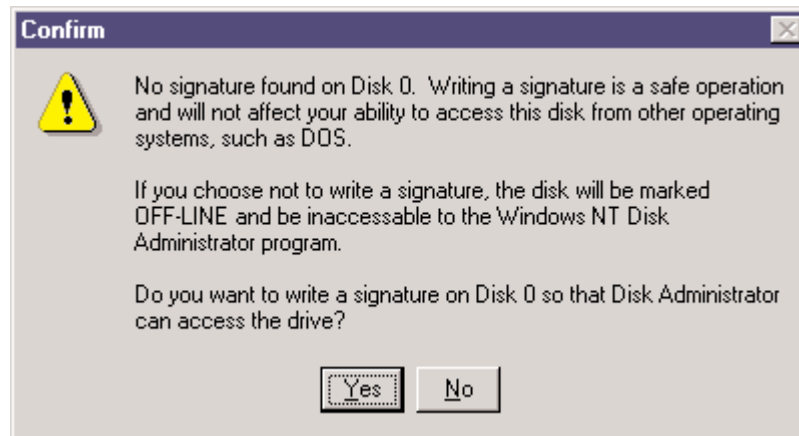 Confirm
No signature found on Disk 0. Writing a signature is a safe operation
and will not affect your ability to access this disk from other operating
systems, such as DOS.
If you choose not to write a signature, the disk will be marked
OFF-LINE and be inaccessable to the Windows NT Disk
Administrator program.
Do you want to write a signature on Disk 0 so that Disk Administrator
can access the drive?
Yes No